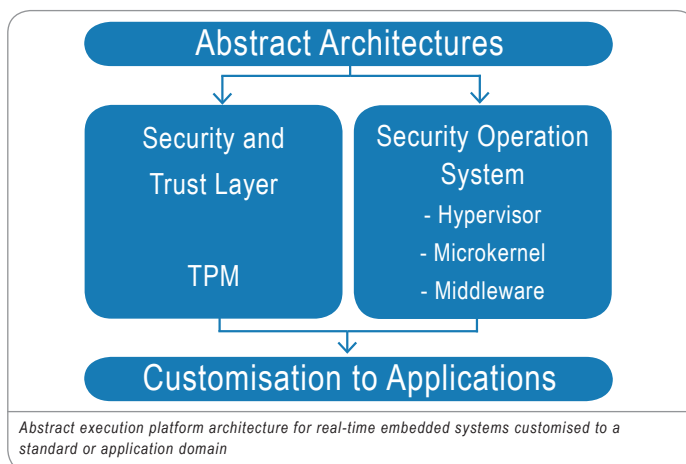 Abstract Architectures
Security and
Trust Layer
TPM
Security Operation
System
- Hypervisor
- Microkernel
- Middleware
Customisation to Applications
Abstract execution platform architecture for real-time embedded systems customised to a
standard or application domain